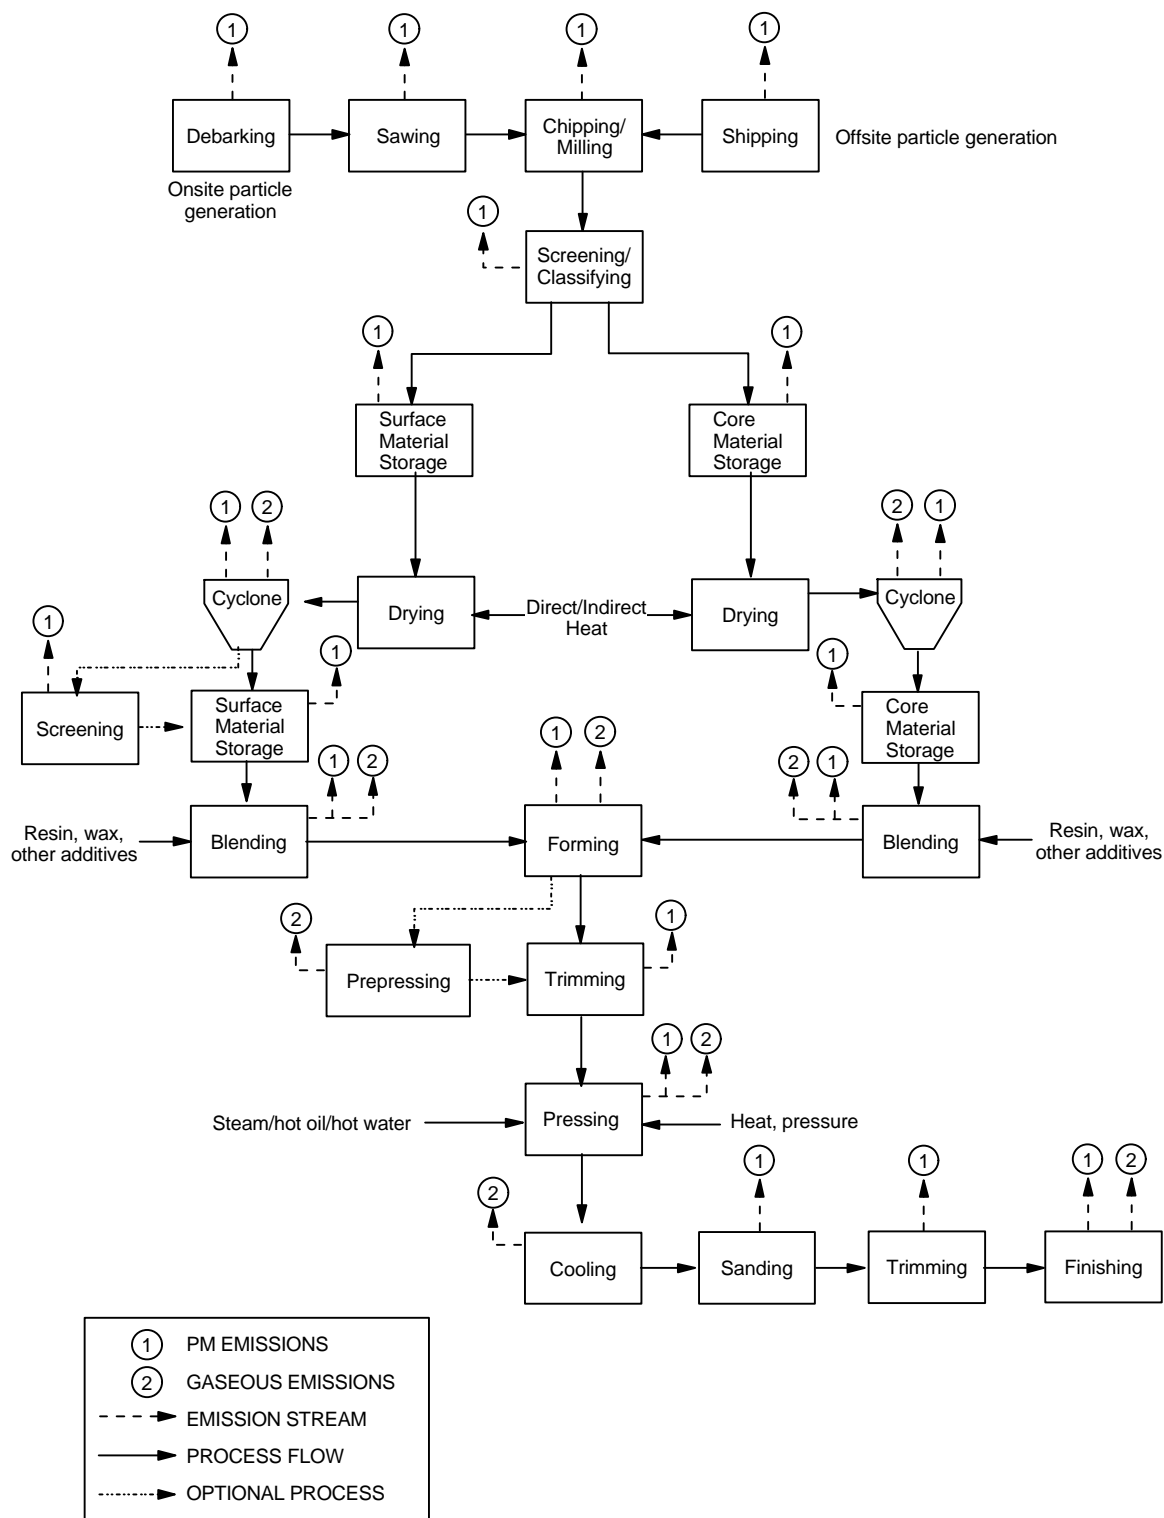 1
1
1
1
Debarking
Sawing
Chipping/
Milling
Shipping
Offsite particle generation
Onsite particle
generation
1
Screening/
Classifying
1
1
Surface
Material
Storage
Core
Material
Storage
1
2
2
1
Cyclone
Drying
Direct/Indirect
Heat
Drying
Cyclone
1
1
1
Screening
Surface
Material
Storage
Core
Material
Storage
1
2
1
2
2
1
Resin, wax,
other additives
Blending
Forming
Blending
Resin, wax,
other additives
2
1
Prepressing
Trimming
1
2
Steam/hot oil/hot water
Pressing
Heat, pressure
2
1
1
1
2
Cooling
Sanding
Trimming
Finishing
1 PM EMISSIONS
2 GASEOUS EMISSIONS
EMISSION STREAM
PROCESS FLOW
OPTIONAL PROCESS